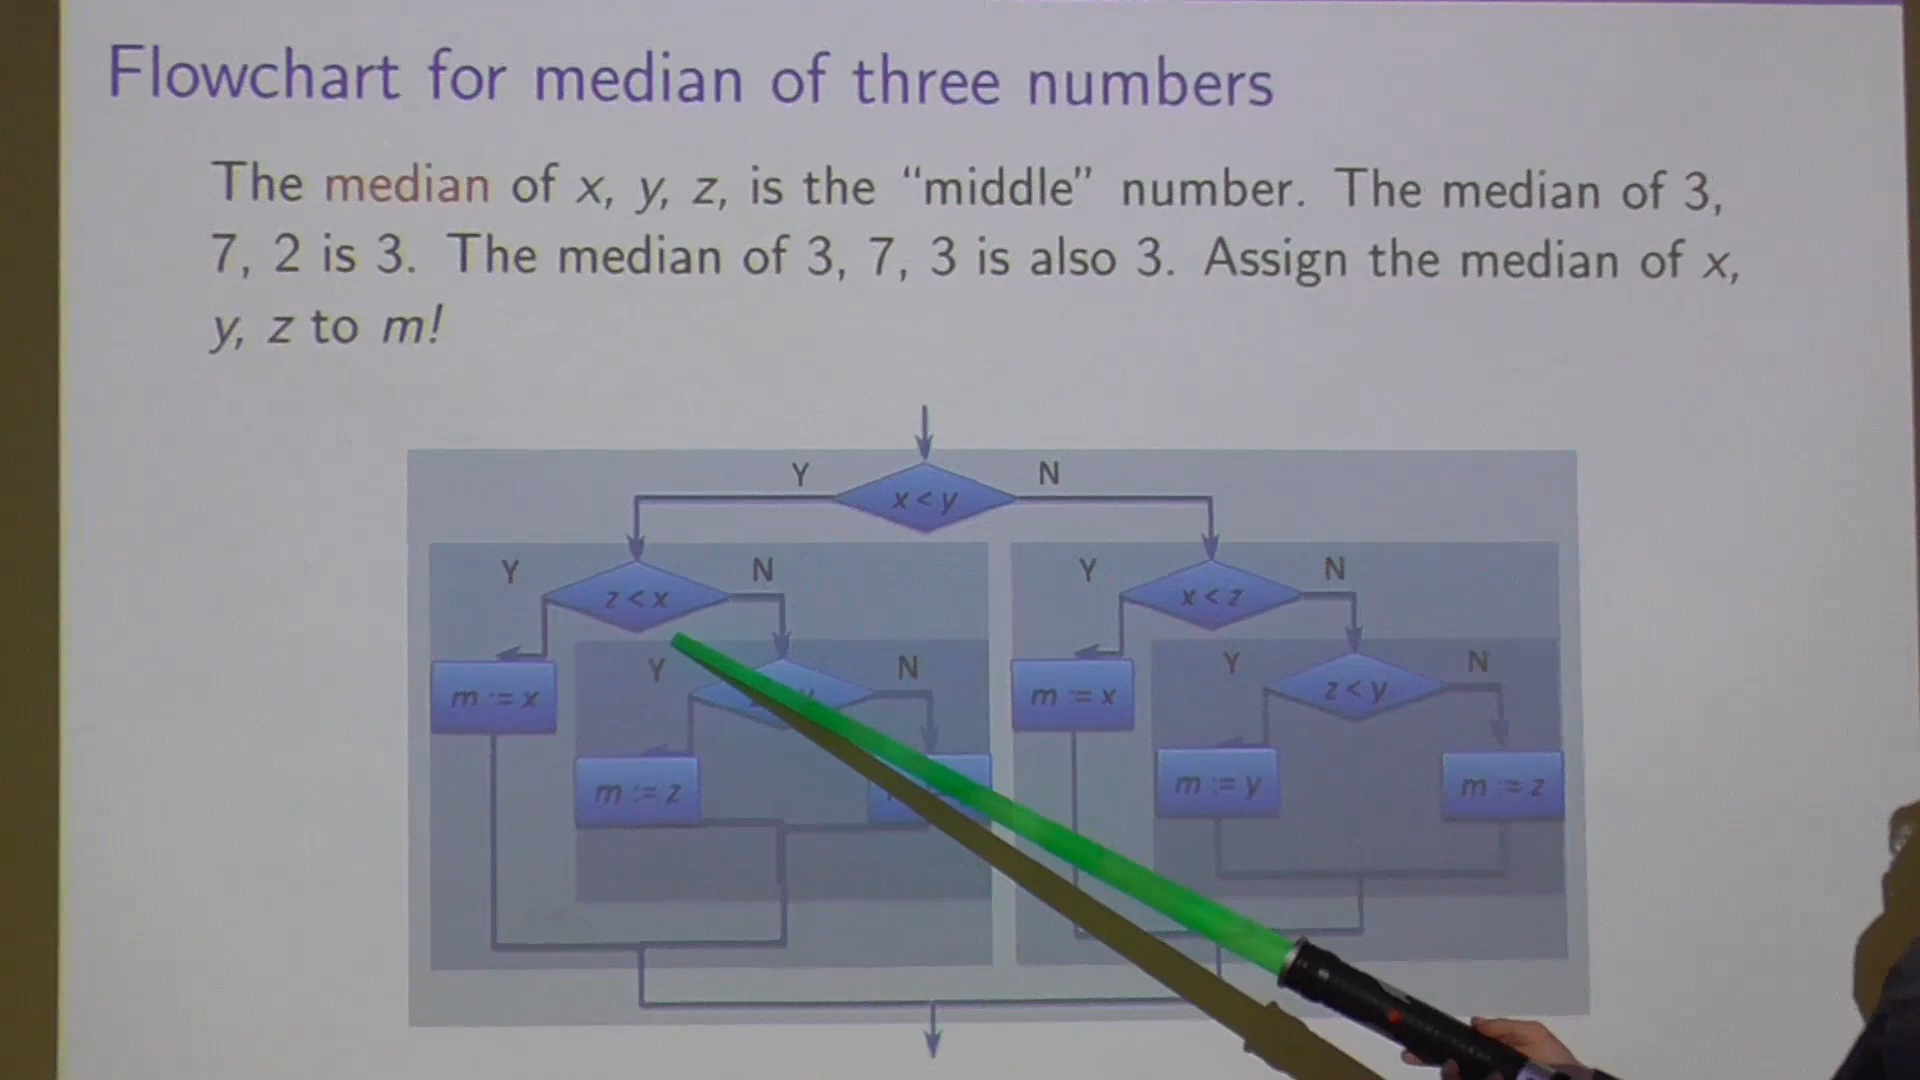 Flowchart for median of three numbers
The median of x, y, z, is the “middle” number. The median of 3,
7, 2 is 3. The median of 3, 7, 3 is also 3. Assign the median of x,
y, z to m!
Y
x < y
N
Y
z < x
N
Y
x < z
N
m := x
Y
N
m := x
Y
z < y
N
m := z
m := y
m := z